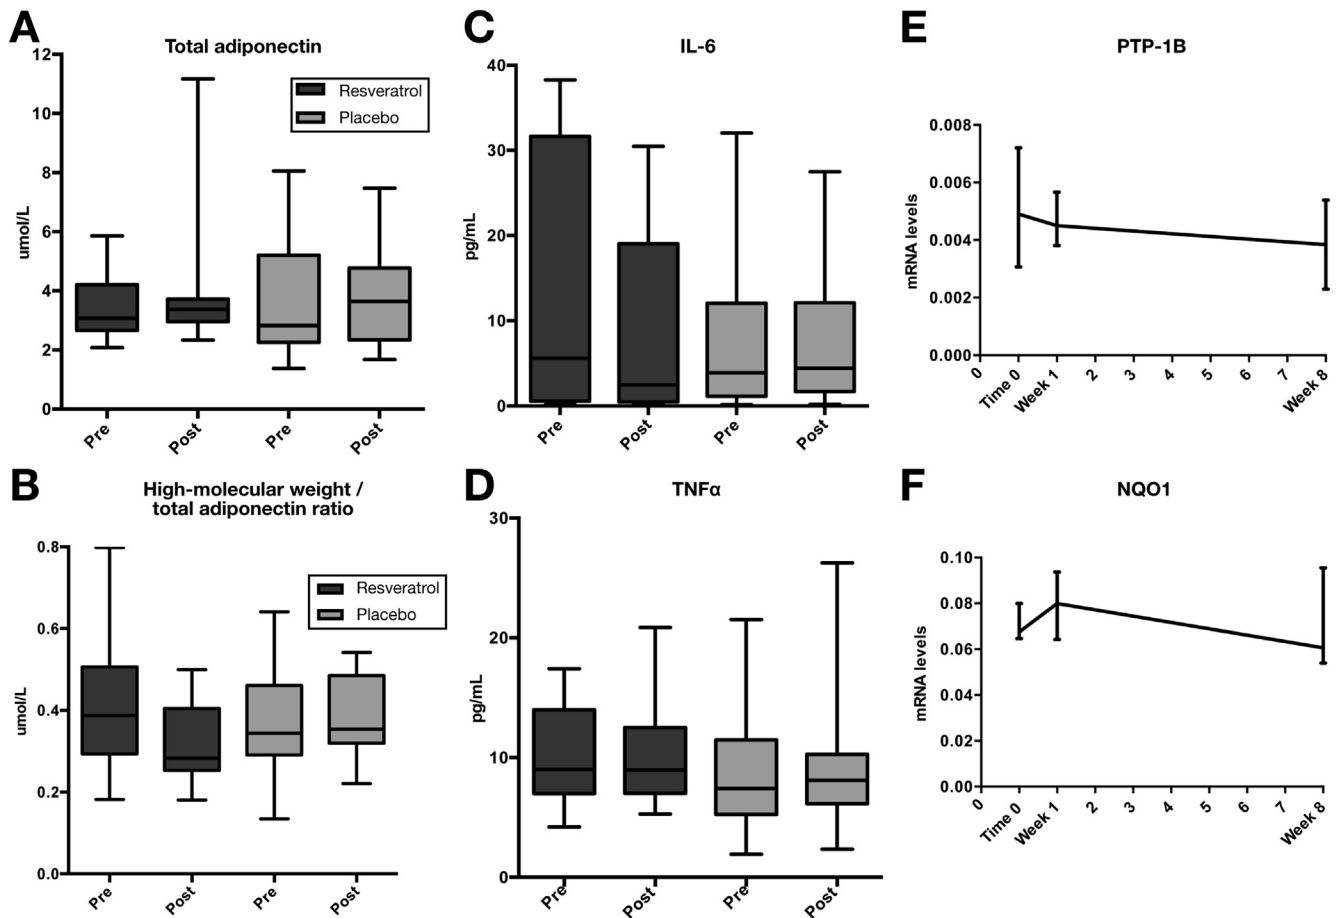 A
Total adiponectin
12
10
8
6
4
2
0
umol/L
Resveratrol
Placebo
Pre
Post
Pre
Post
B
High-molecular weight /
total adiponectin ratio
0.8
0.6
0.4
0.2
0.0
umol/L
Resveratrol
Placebo
Pre
Post
Pre
Post
C
IL-6
40
30
20
10
0
pg/mL
Pre
Post
Pre
Post
D
TNFα
30
20
10
0
pg/mL
Pre
Post
Pre
Post
E
PTP-1B
0.008
0.006
0.004
0.002
0.000
mRNA levels
0
Time 0
Week 1
2
3
4
5
6
7
Week 8
F
NQO1
0.10
0.08
0.06
0.04
0.02
0.00
mRNA levels
0
Time 0
Week 1
2
3
4
5
6
7
Week 8